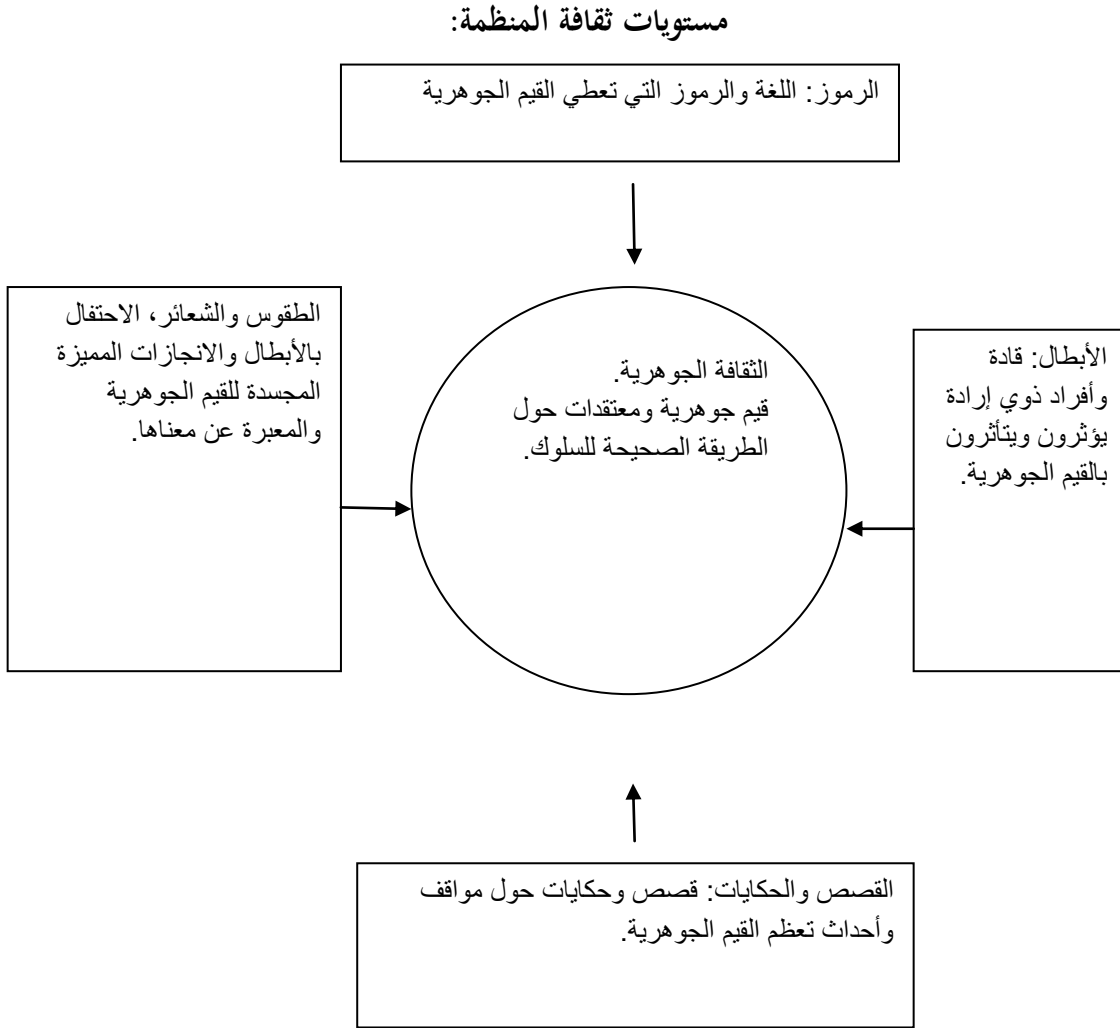 مستويات ثقافة المنظمة:
الرموز: اللغة والرموز التي تعطي القيم الجوهرية
الأبطال: قادة
وأفراد ذوي إرادة
يؤثرون ويتأثرون
بالقيم الجوهرية.
الثقافة الجوهرية.
قيم جوهرية ومعتقدات حول
الطريقة الصحيحة للسلوك.
الطقوس والشعائر، الاحتفال
بالأبطال والانجازات المميزة
المجسدة للقيم الجوهرية
والمعبرة عن معناها.
القصص والحكايات: قصص وحكايات حول مواقف
وأحداث تعظم القيم الجوهرية.